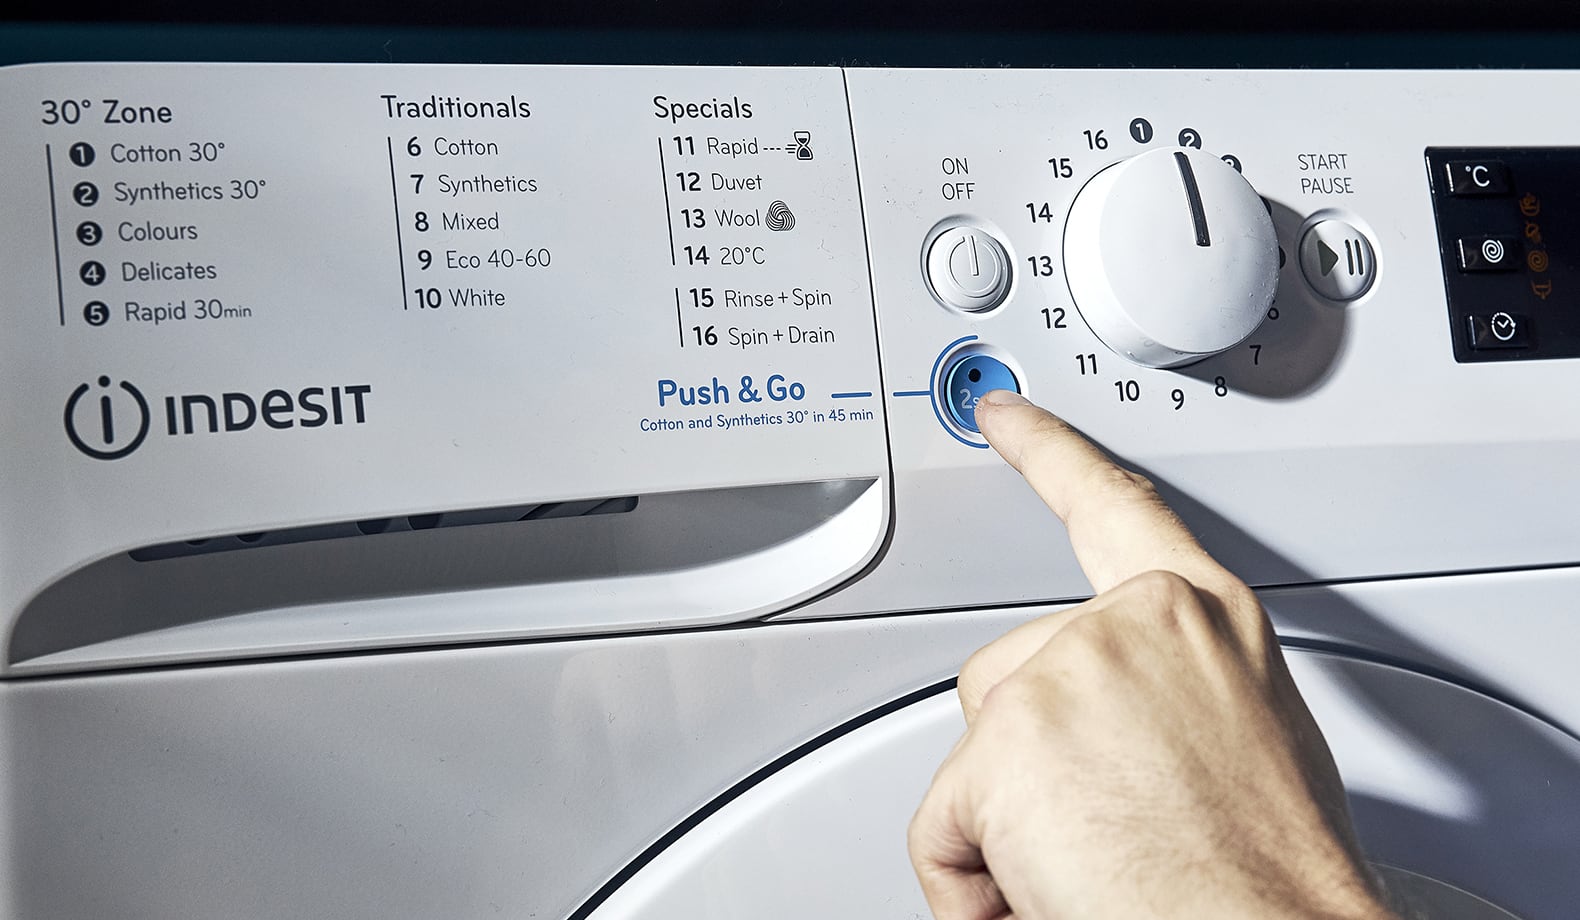 30° Zone
1 Cotton 30°
2 Synthetics 30°
3 Colours
4 Delicates
5 Rapid 30min
Traditionals
6 Cotton
7 Synthetics
8 Mixed
9 Eco 40-60
10 White
Specials
11 Rapid
12 Duvet
13 Wool
14 20°C
15 Rinse + Spin
16 Spin + Drain
INDESIT
Push & Go
Cotton and Synthetics 30° in 45 min
ON
OFF
16
1
2
15
14
13
12
11
10
9
8
7
START
PAUSE
°C